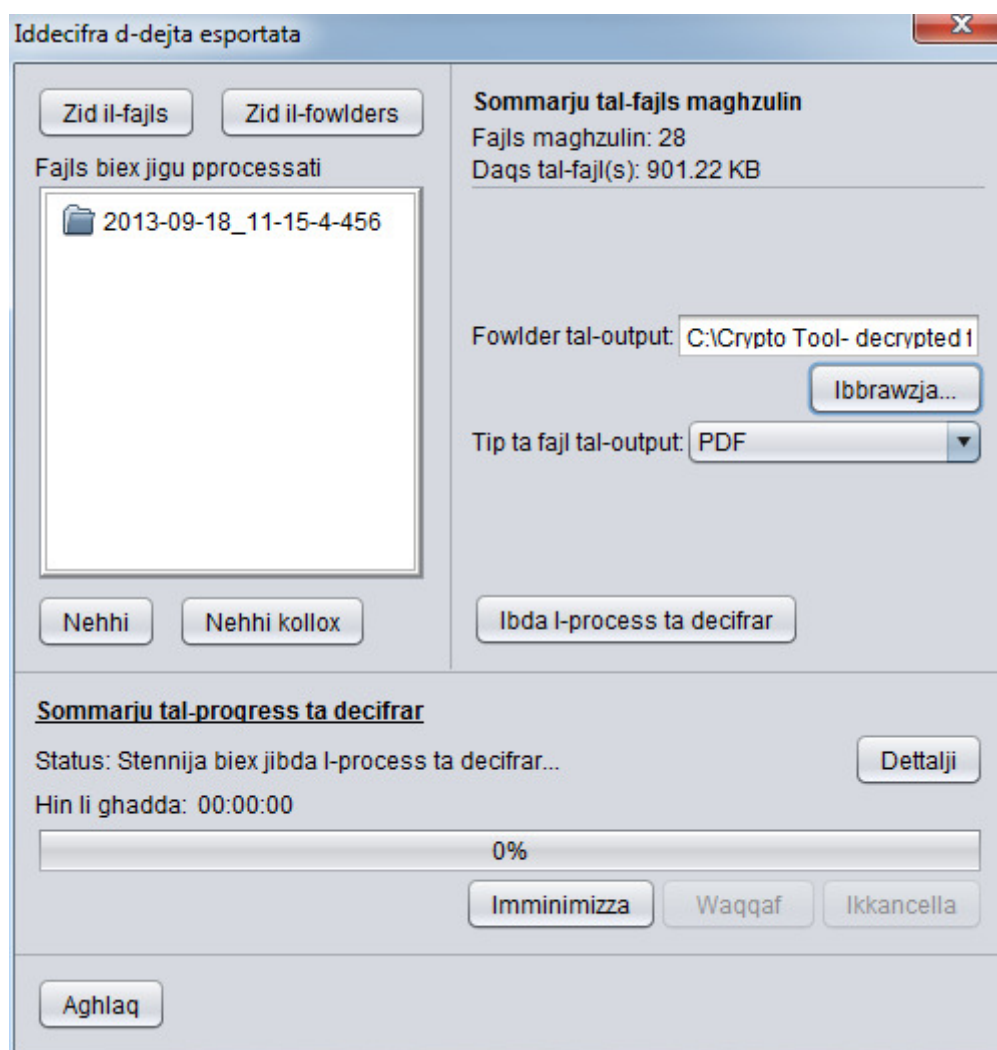 Iddecifra d-dejta esportata
Zid il-fajls
Zid il-fowlders
Fajls biex jigu pprocessati
2013-09-18_11-15-4-456
Nehhi
Nehhi kollox
Sommarju tal-fajls maghzulin
Fajls maghzulin: 28
Daqs tal-fajl(s): 901.22 KB
Fowlder tal-output: C:\Crypto Tool- decrypted f
Ibbrawzja...
Tip ta fajl tal-output: PDF
Ibda l-process ta decifrar
Sommarju tal-progress ta decifrar
Status: Stennija biex jibda l-process ta decifrar...
Dettalji
Hin li ghadda: 00:00:00
0%
Imminimizza
Waqqaf
Ikkancella
Aghlaq